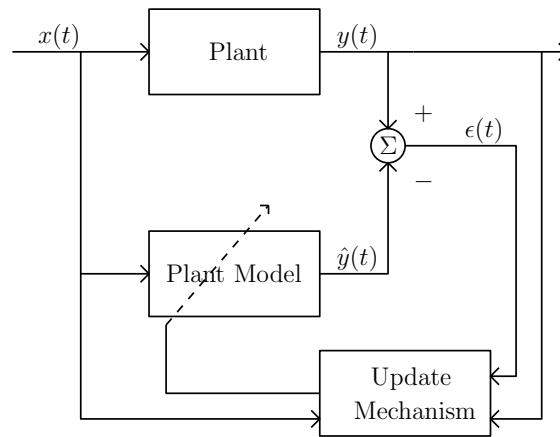 x(t)
Plant
y(t)
+
Σ
ϵ(t)
−
Plant Model
ŷ(t)
Update
Mechanism